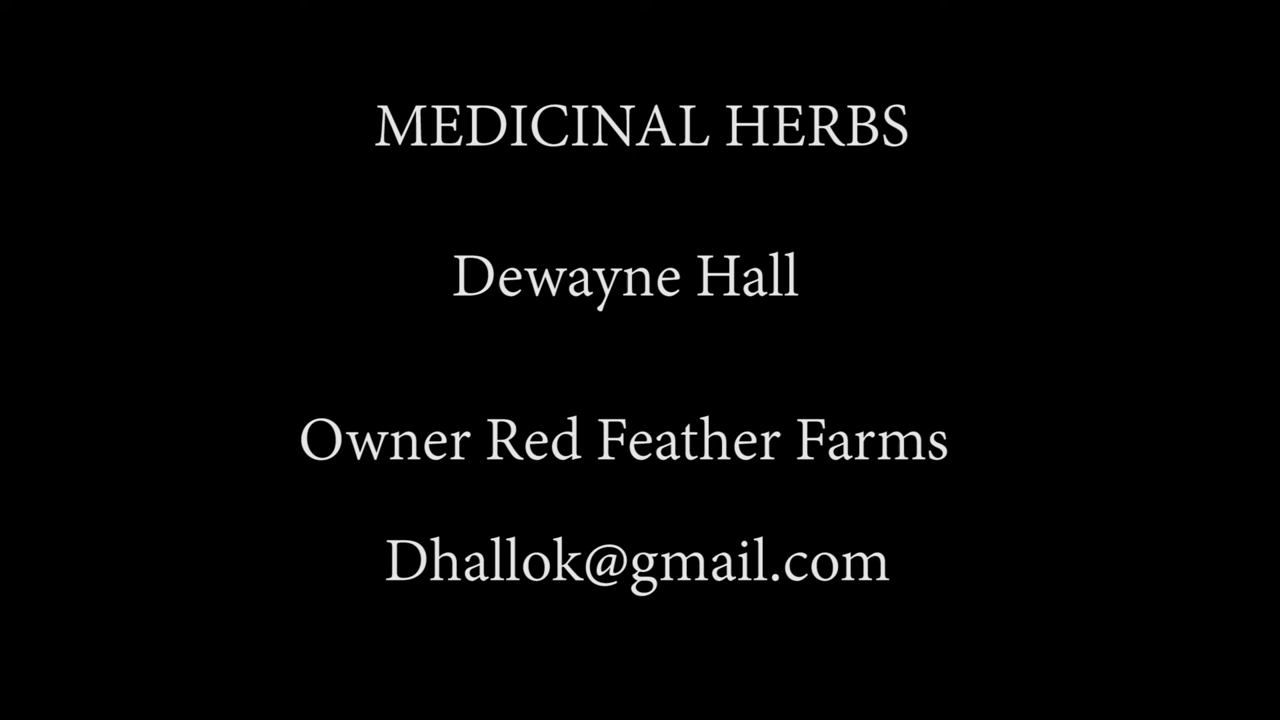 MEDICINAL HERBS
Dewayne Hall
Owner Red Feather Farms
Dhallok@gmail.com